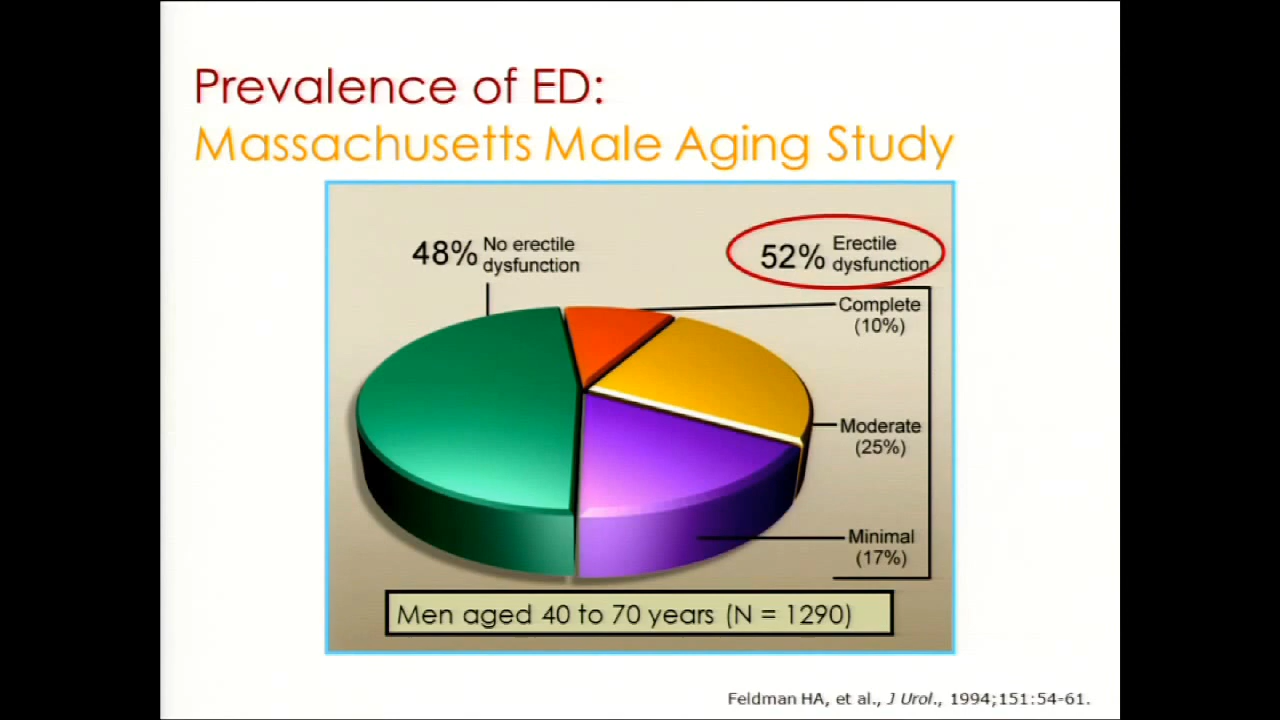 Prevalence of ED:
Massachusetts Male Aging Study
48% No erectile
dysfunction
52% Erectile
dysfunction
Complete
(10%)
Moderate
(25%)
Minimal
(17%)
Men aged 40 to 70 years (N = 1290)
Feldman HA, et al., J Urol., 1994;151:54-61.